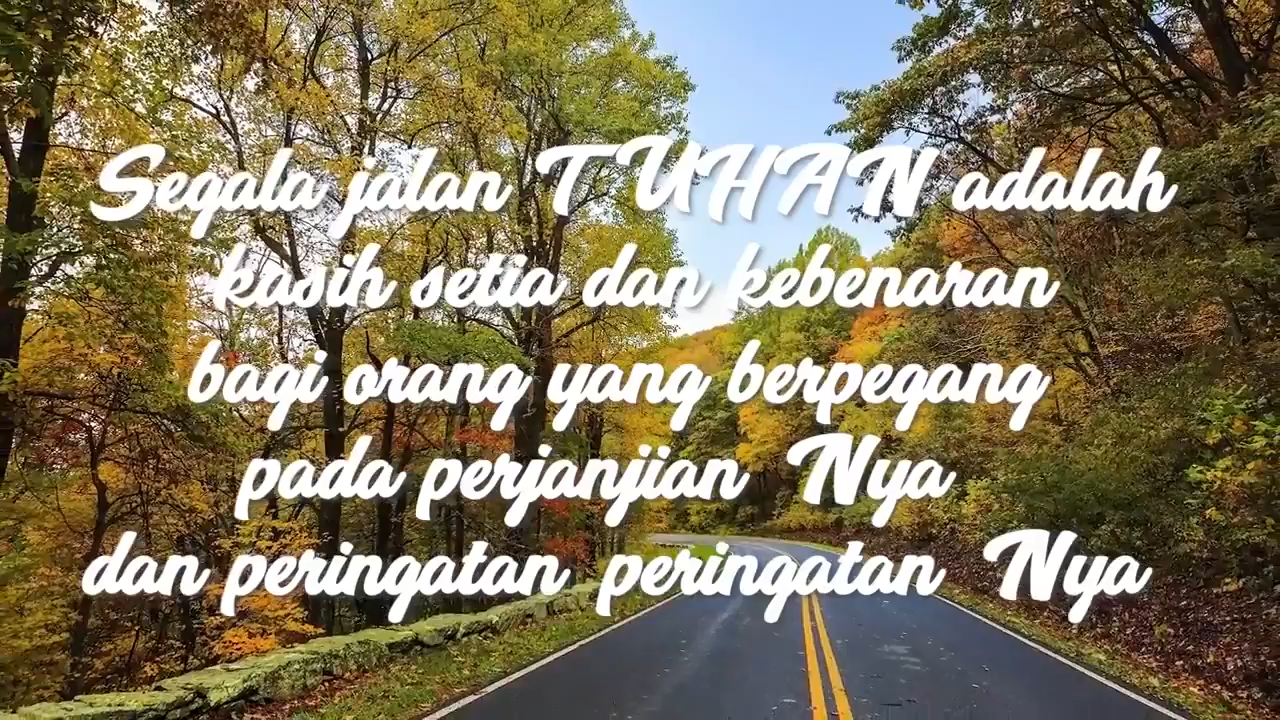 Segala jalan TUHAN adalah
kasih setia dan kebenaran
bagi orang yang berpegang
pada perjanjian Nya
dan peringatan peringatan Nya